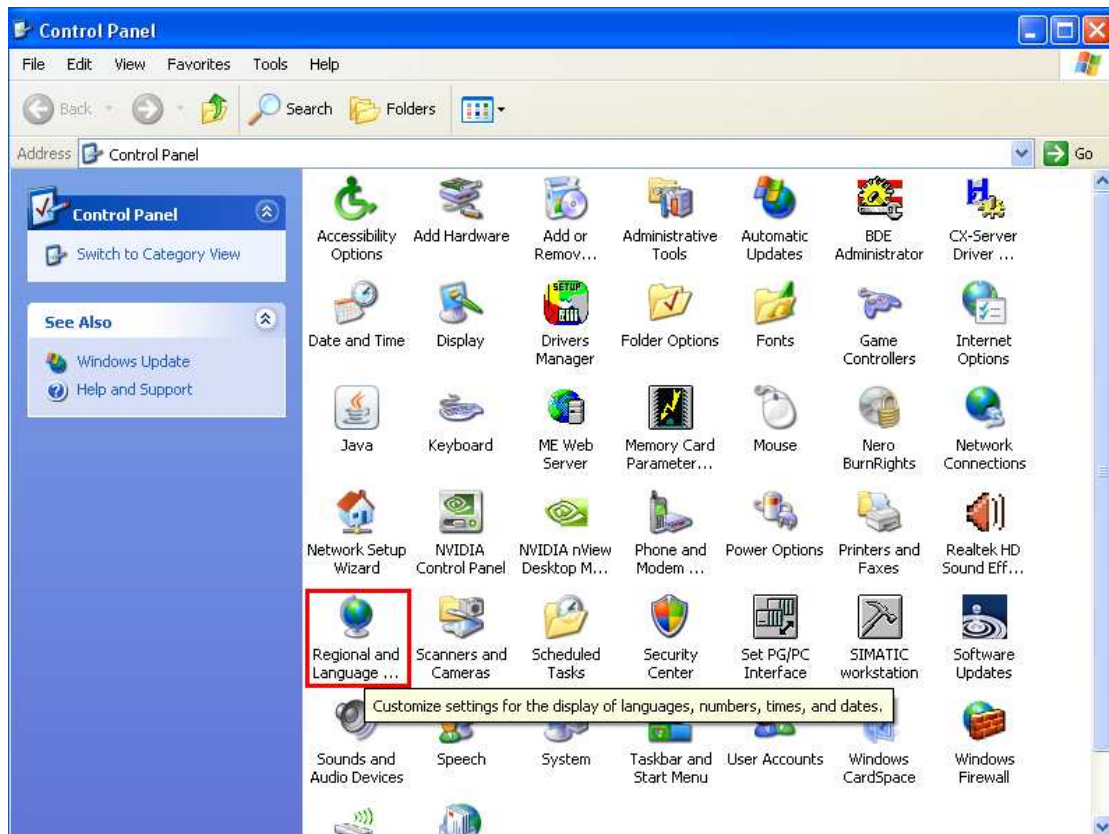 Control Panel
File Edit View Favorites Tools Help
Back Search Folders
Address Control Panel Go
Control Panel
Switch to Category View
See Also
Windows Update
Help and Support
Accessibility
Options
Add Hardware
Add or
Remov...
Administrative
Tools
Automatic
Updates
BDE
Administrator
CX-Server
Driver ...
Date and Time
Display
Drivers
Manager
Folder Options
Fonts
Game
Controllers
Internet
Options
Java
Keyboard
ME Web
Server
Memory Card
Parameter...
Mouse
Nero
BurnRights
Network
Connections
Network Setup
Wizard
NVIDIA
Control Panel
NVIDIA nView
Desktop M...
Phone and
Modem ...
Power Options
Printers and
Faxes
Realtek HD
Sound Eff...
Regional and
Language ...
Scanners and
Cameras
Scheduled
Tasks
Security
Center
Set PG/PC
Interface
SIMATIC
workstation
Software
Updates
Customize settings for the display of languages, numbers, times, and dates.
Sounds and
Audio Devices
Speech
System
Taskbar and
Start Menu
User Accounts
Windows
CardSpace
Windows
Firewall
SETUP